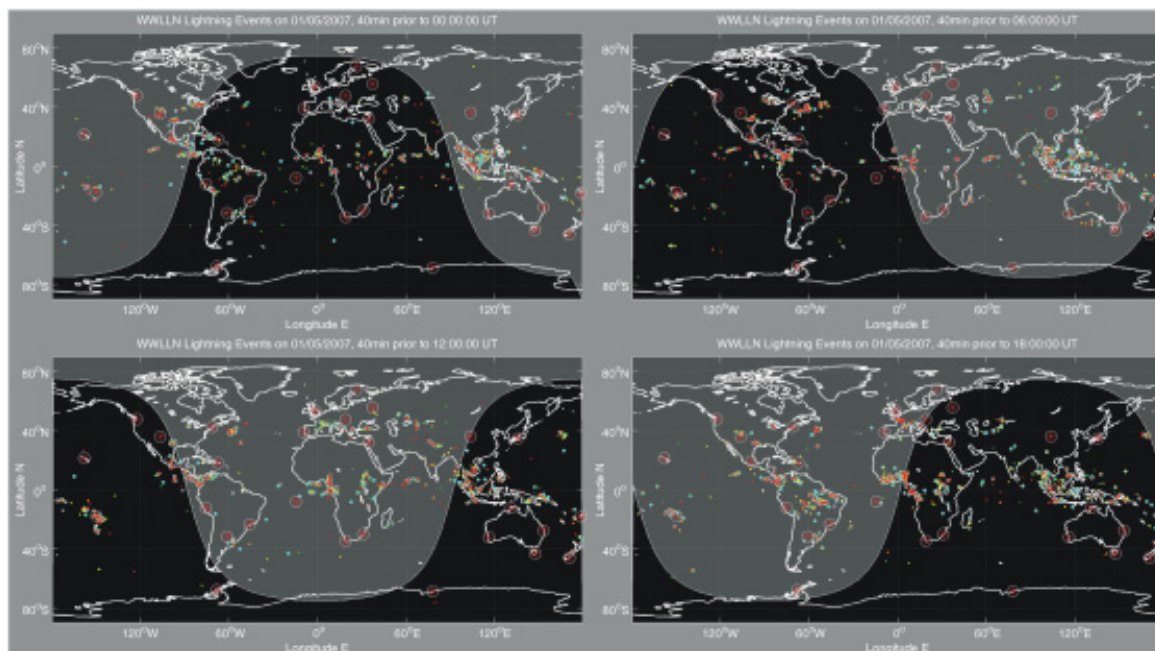 WWLLN Lightning Events on 01/05/2007, 40min prior to 00:00:00 UT
80°N
40°N
0°
40°S
80°S
Latitude N
120°W
60°W
0°
60°E
120°E
Longitude E
WWLLN Lightning Events on 01/05/2007, 40min prior to 06:00:00 UT
80°N
40°N
0°
40°S
80°S
Latitude N
120°W
60°W
0°
60°E
120°E
Longitude E
WWLLN Lightning Events on 01/05/2007, 40min prior to 12:00:00 UT
80°N
40°N
0°
40°S
80°S
Latitude N
120°W
60°W
0°
60°E
120°E
Longitude E
WWLLN Lightning Events on 01/05/2007, 40min prior to 18:00:00 UT
80°N
40°N
0°
40°S
80°S
Latitude N
120°W
60°W
0°
60°E
120°E
Longitude E